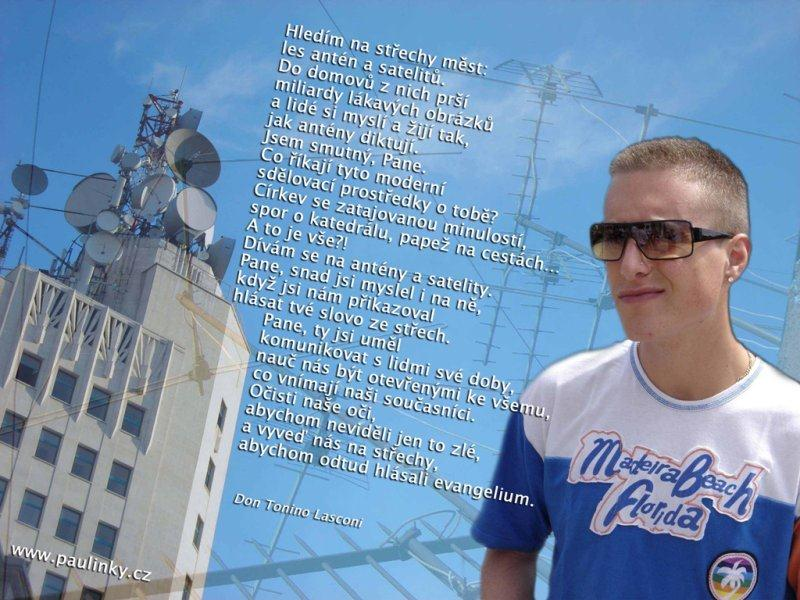 Hledím na střechy měst:
les antén a satelitů.
Do domovů z nich prší
miliardy lákavých obrázků
a lidé si myslí a žijí tak,
jak antény diktují.
Jsem smutný, Pane.
Co říkají tyto moderní
sdělovací prostředky o tobě?
Církev se zatajovanou minulostí,
spor o katedrálu, papež na cestách...
A to je vše?!
Dívám se na antény a satelity.
Pane, snad jsi myslel i na ně,
když jsi nám přikazoval
hlásat tvé slovo ze střech.
Pane, ty jsi uměl
komunikovat s lidmi své doby,
nauč nás být otevřenými ke všemu,
co vnímají naši současníci.
Očisti naše oči,
abychom neviděli jen to zlé,
a vyveď nás na střechy,
abychom odtud hlásali evangelium.
Don Tonino Lasconi
www.paulinky.cz
Madeira Beach
Florida